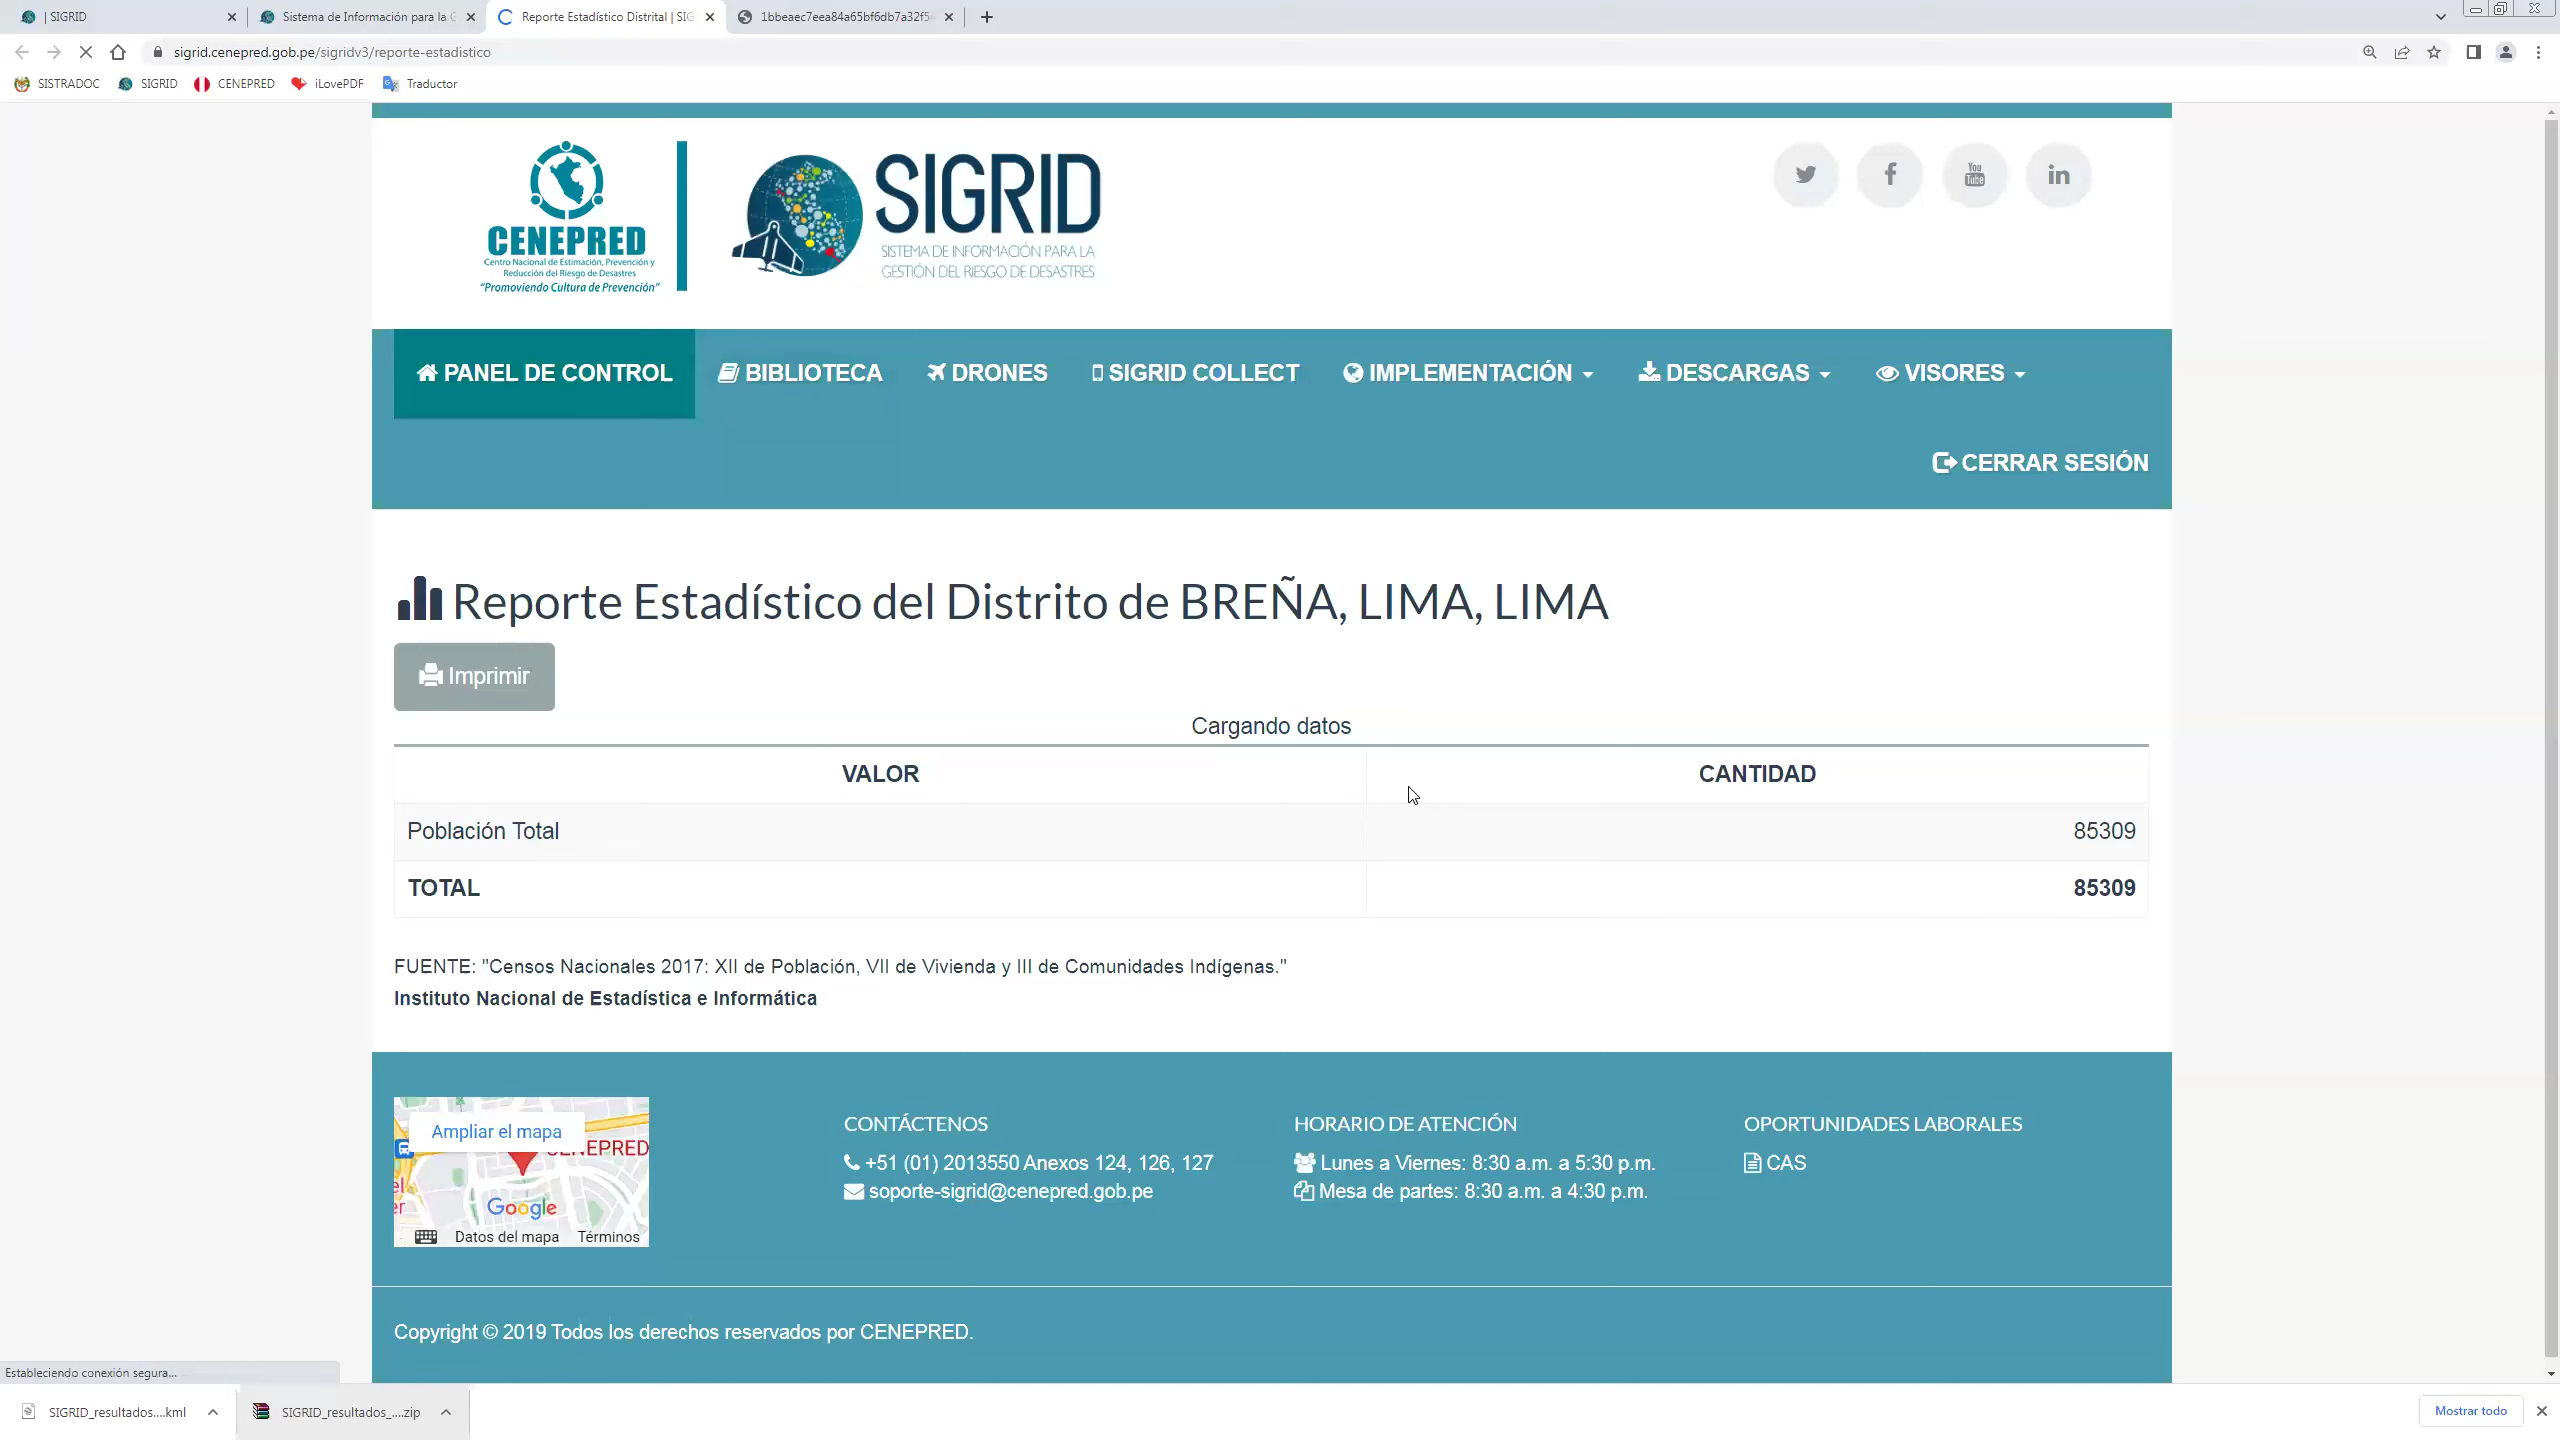 | SIGRID
Sistema de Información para la G
Reporte Estadístico Distrital | SIG
1bbeaec7eea84a65bf6db7a32f5
sigrid.cenepred.gob.pe/sigridv3/reporte-estadistico
SISTRADOC
SIGRID
CENEPRED
iLovePDF
Traductor
CENEPRED
Centro Nacional de Estimación, Prevención y
Reducción del Riesgo de Desastres
"Promoviendo Cultura de Prevención"
SIGRID
SISTEMA DE INFORMACIÓN PARA LA
GESTIÓN DEL RIESGO DE DESASTRES
You
Tube
PANEL DE CONTROL
BIBLIOTECA
DRONES
SIGRID COLLECT
IMPLEMENTACIÓN
DESCARGAS
VISORES
CERRAR SESIÓN
Reporte Estadístico del Distrito de BREÑA, LIMA, LIMA
Imprimir
Cargando datos
VALOR CANTIDAD
Población Total 85309
TOTAL 85309
FUENTE: "Censos Nacionales 2017: XII de Población, VII de Vivienda y III de Comunidades Indígenas."
Instituto Nacional de Estadística e Informática
Ampliar el mapa
CENEPRED
Google
Datos del mapa Términos
CONTÁCTENOS
+51 (01) 2013550 Anexos 124, 126, 127
soporte-sigrid@cenepred.gob.pe
HORARIO DE ATENCIÓN
Lunes a Viernes: 8:30 a.m. a 5:30 p.m.
Mesa de partes: 8:30 a.m. a 4:30 p.m.
OPORTUNIDADES LABORALES
CAS
Copyright © 2019 Todos los derechos reservados por CENEPRED.
Estableciendo conexión segura...
SIGRID_resultados....kml
SIGRID_resultados_....zip
Mostrar todo